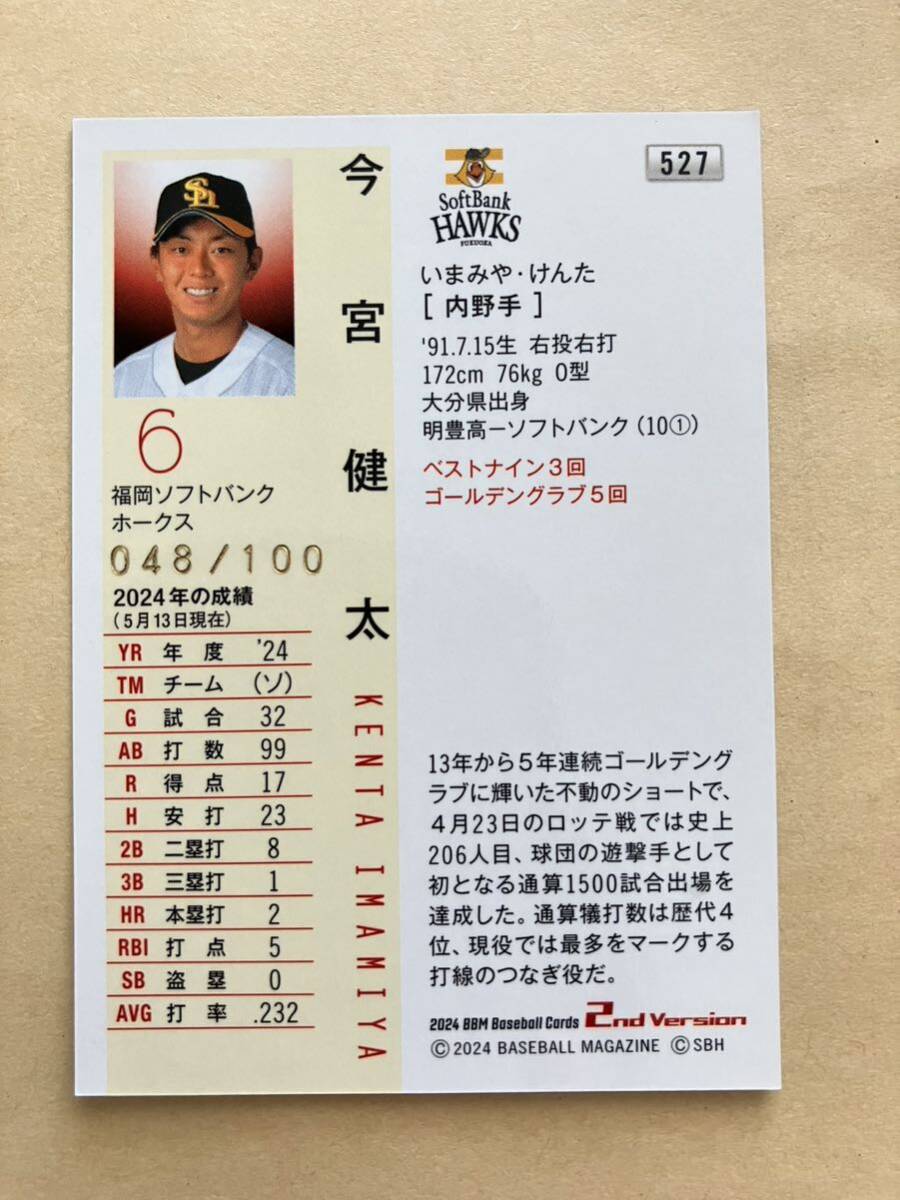 SH
今宮健太
KENTA IMAMIYA
6
福岡ソフトバンク
ホークス
048/100
2024年の成績
(5月13日現在)
YR 年度 '24
TM チーム (ソ)
G 試合 32
AB 打数 99
R 得点 17
H 安打 23
2B 二塁打 8
3B 三塁打 1
HR 本塁打 2
RBI 打点 5
SB 盗塁 0
AVG 打率 .232
SoftBank
HAWKS
FUKUOKA
527
いまみや・けんた
[ 内野手 ]
'91.7.15生 右投右打
172cm 76kg O型
大分県出身
明豊高ーソフトバンク (10①)
ベストナイン3回
ゴールデングラブ5回
13年から5年連続ゴールデング
ラブに輝いた不動のショートで、
4月23日のロッテ戦では史上
206人目、球団の遊撃手として
初となる通算1500試合出場を
達成した。通算犠打数は歴代4
位、現役では最多をマークする
打線のつなぎ役だ。
2024 BBM Baseball Cards 2nd Version
©2024 BASEBALL MAGAZINE ©SBH